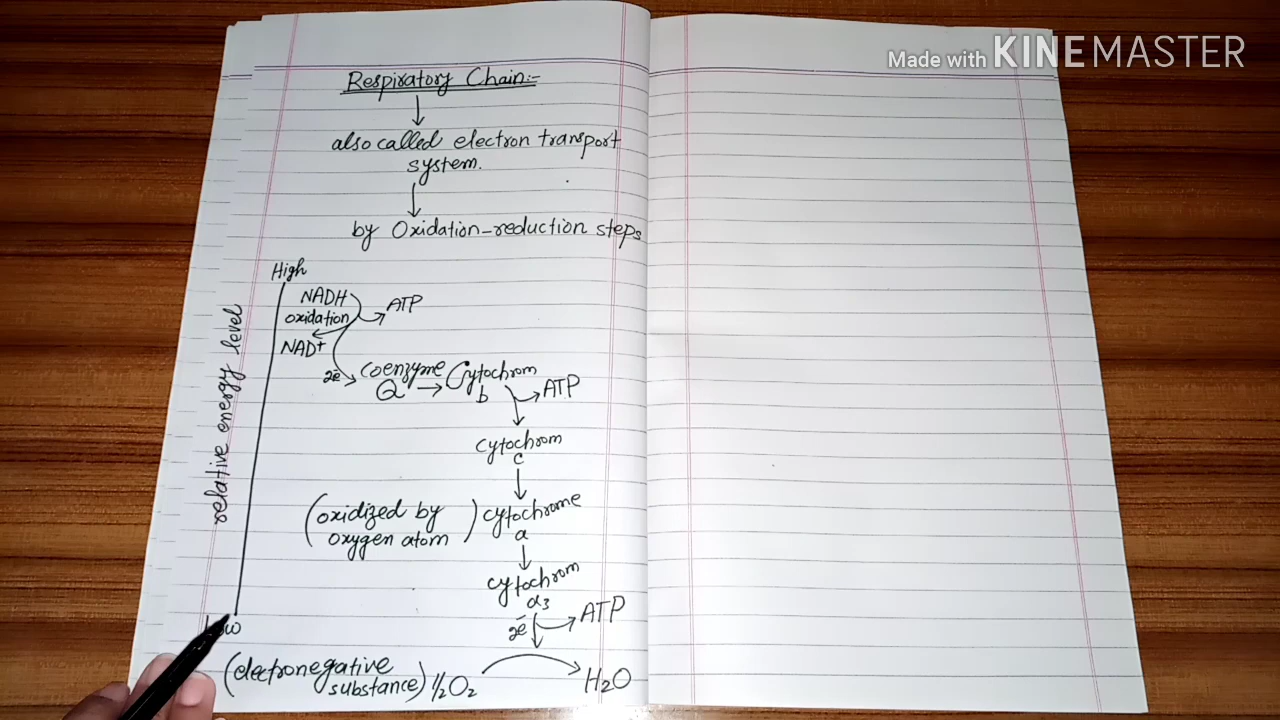 Made with KINEMASTER
Respiratory Chain:-
also called electron transport
system.
by Oxidation-reduction steps
High
NADH
oxidation
ATP
NAD+
relative energy level
2e⁻
coenzyme
Q
Cytochrom
b
ATP
cytochrom
c
(oxidized by
oxygen atom)
cytochrome
a
cytochrom
a3
2e⁻
ATP
Low
(electronegative
substance) 1/2O2
H2O